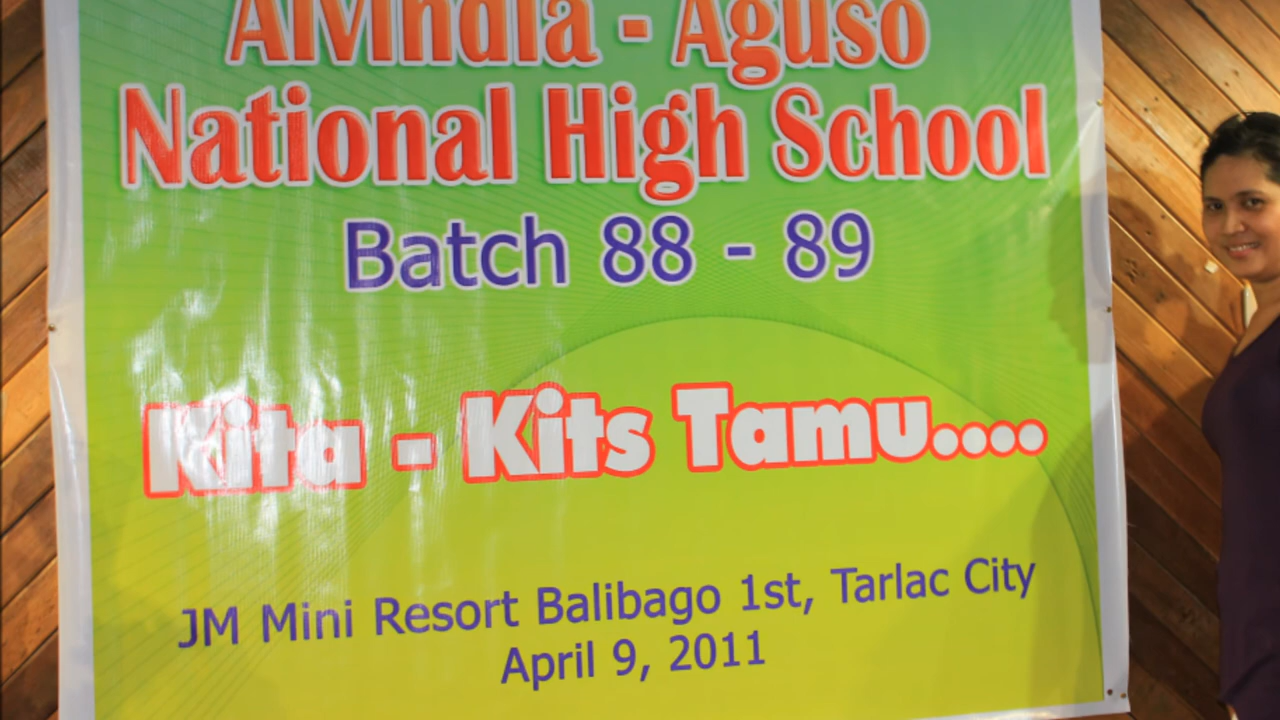 - Aguso
National High School
Batch 88 - 89
Kita - Kits Tamu....
JM Mini Resort Balibago 1st, Tarlac City
April 9, 2011